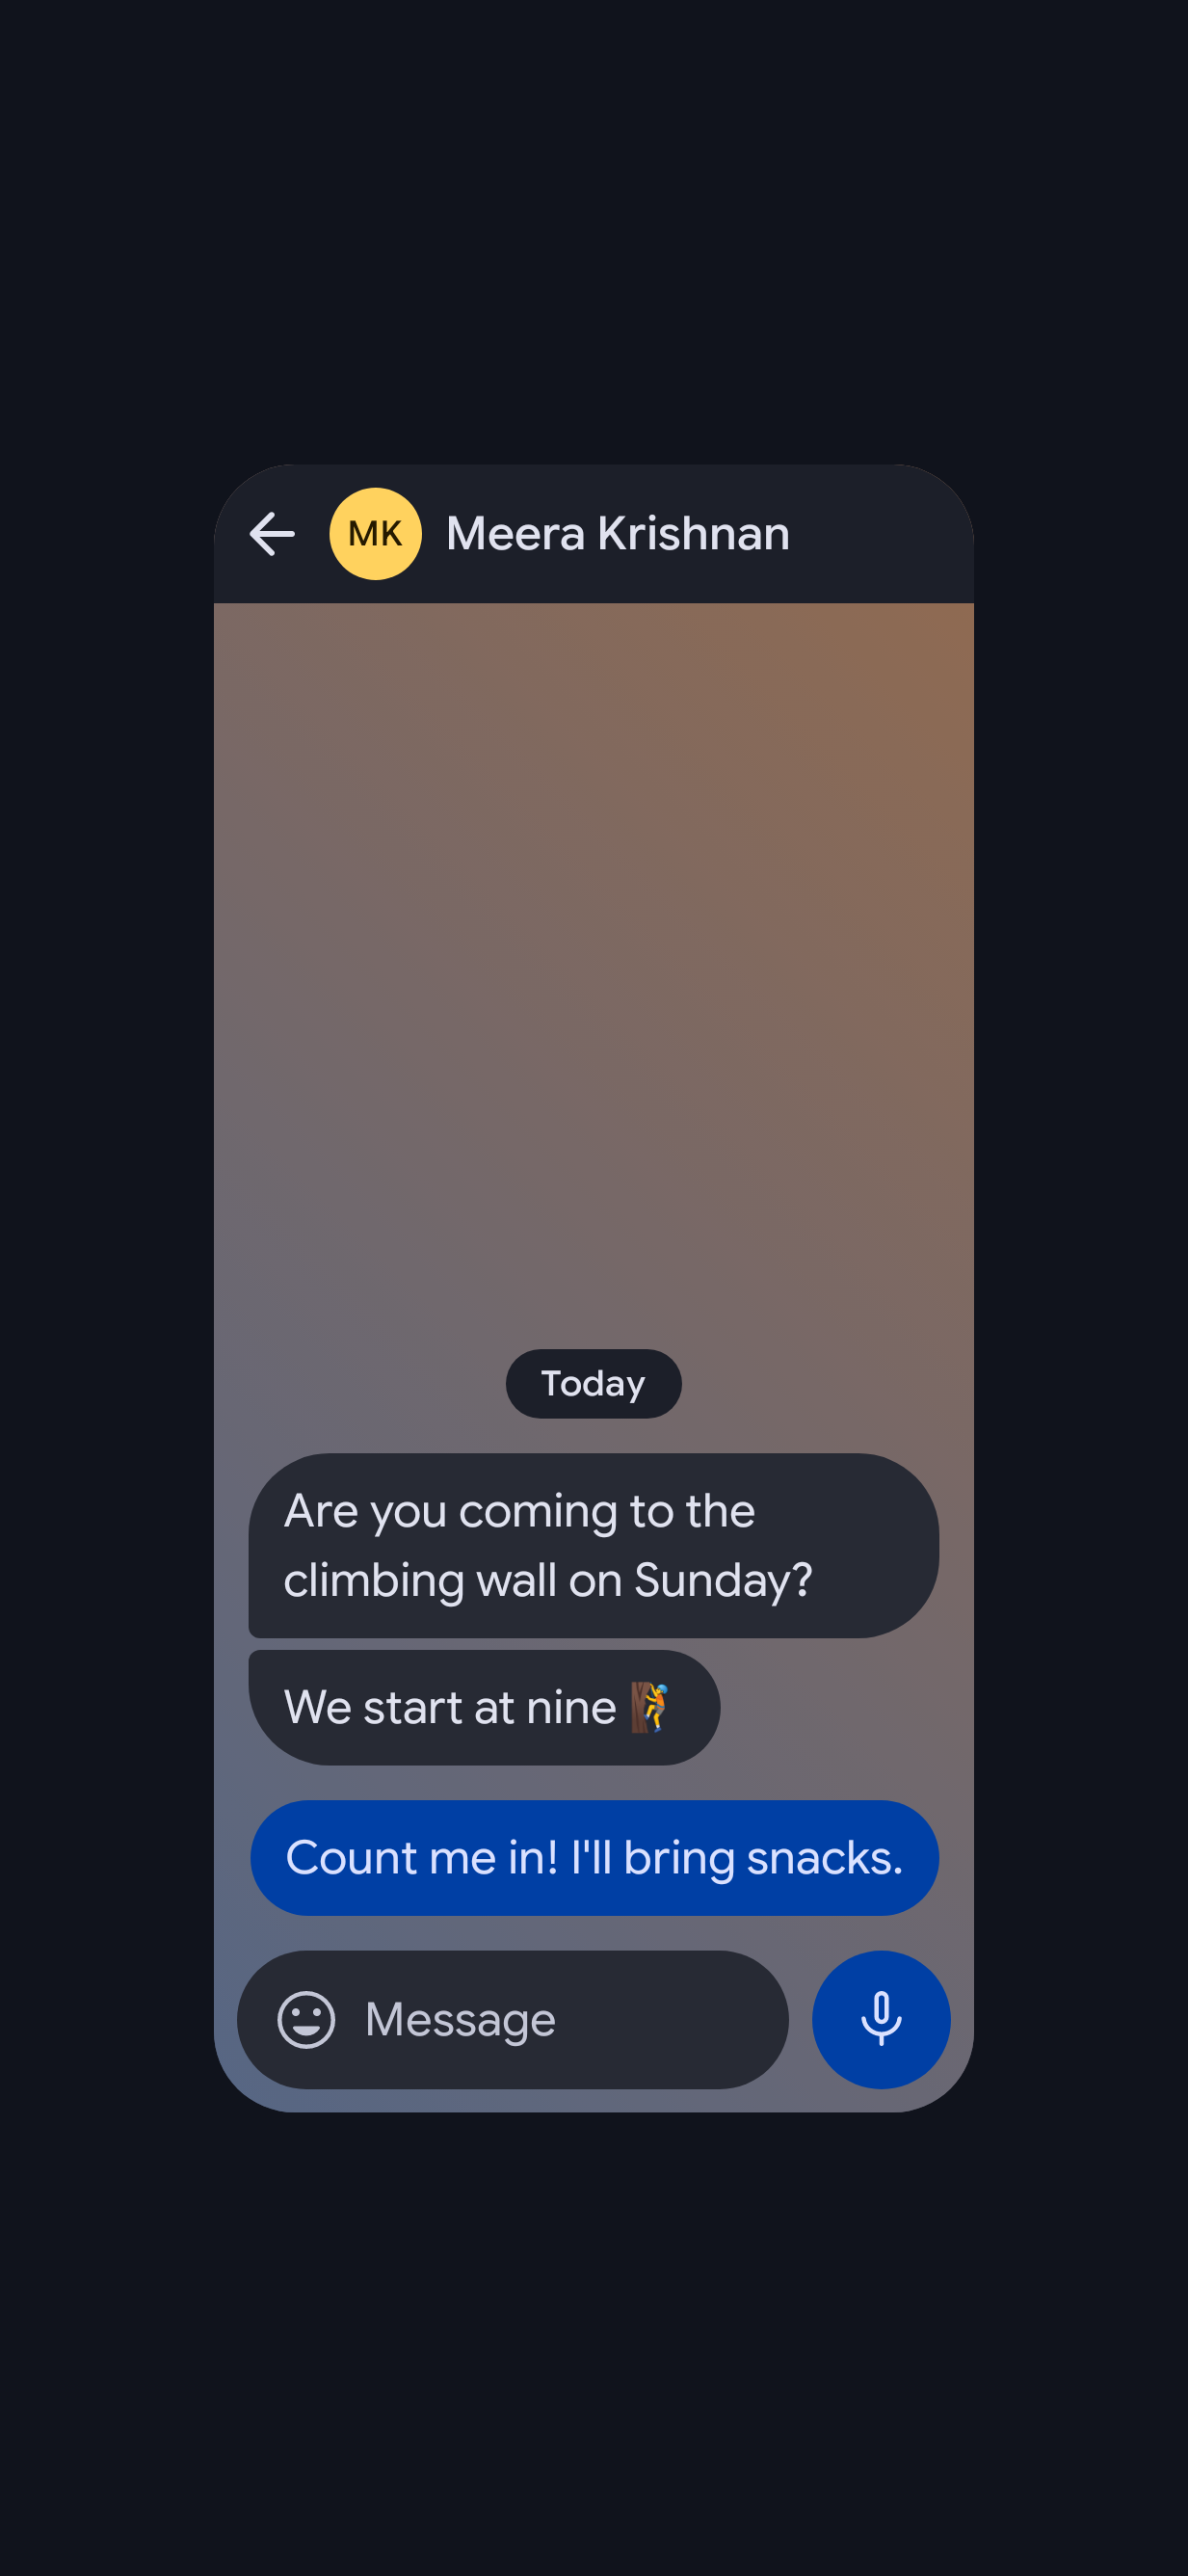 MK Meera Krishnan
Today
Are you coming to the
climbing wall on Sunday?
We start at nine 🧗
Count me in! I'll bring snacks.
Message